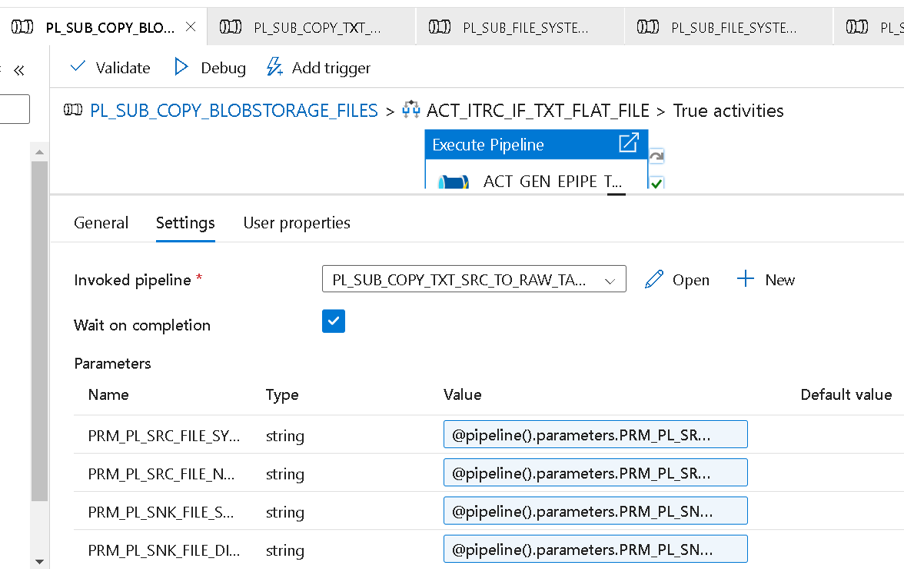 PL_SUB_COPY_BLO... PL_SUB_COPY_TXT_... PL_SUB_FILE_SYSTE... PL_SUB_FILE_SYSTE... PL_S
Validate Debug Add trigger
PL_SUB_COPY_BLOBSTORAGE_FILES > ACT_ITRC_IF_TXT_FLAT_FILE > True activities
Execute Pipeline
ACT_GEN_EPIPE_T...
General Settings User properties
Invoked pipeline * PL_SUB_COPY_TXT_SRC_TO_RAW_TA... Open New
Wait on completion
Parameters
Name Type Value Default value
PRM_PL_SRC_FILE_SY... string @pipeline().parameters.PRM_PL_SR...
PRM_PL_SRC_FILE_N... string @pipeline().parameters.PRM_PL_SR...
PRM_PL_SNK_FILE_S... string @pipeline().parameters.PRM_PL_SN...
PRM_PL_SNK_FILE_DI... string @pipeline().parameters.PRM_PL_SN...